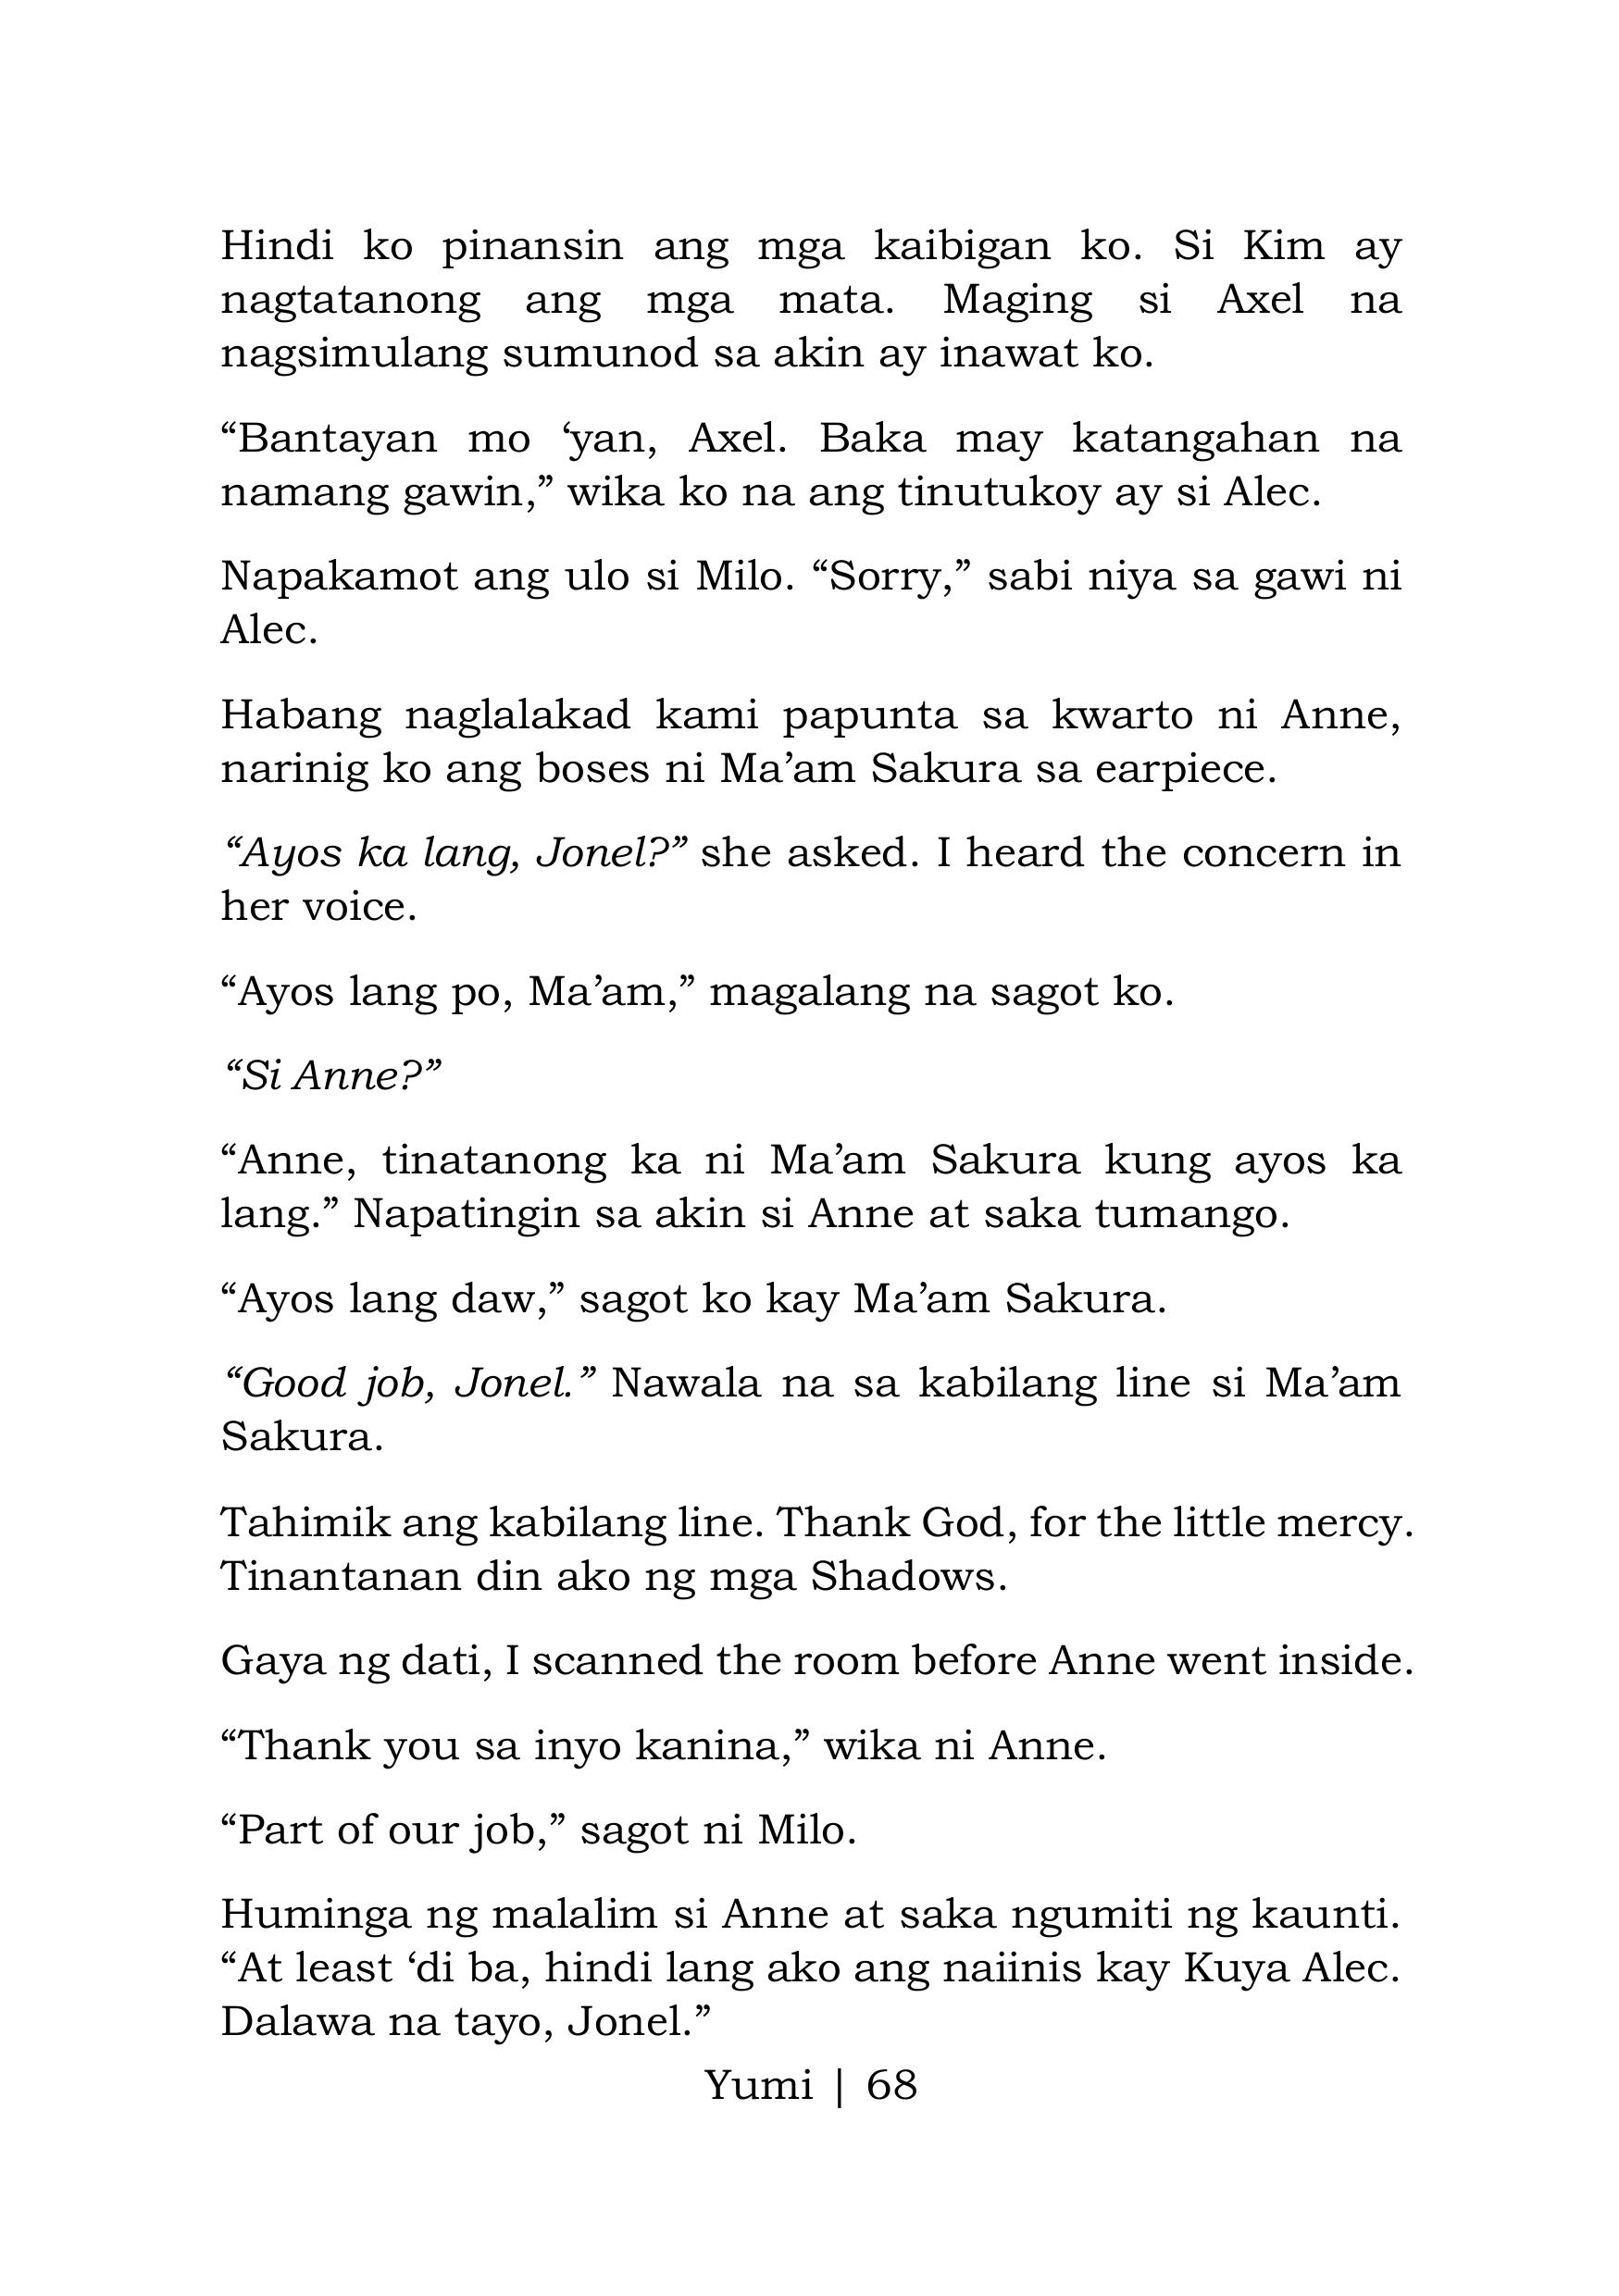 Hindi ko pinansin ang mga kaibigan ko. Si Kim ay
nagtatanong ang mga mata. Maging si Axel na
nagsimulang sumunod sa akin ay inawat ko.
“Bantayan mo ‘yan, Axel. Baka may katangahan na
namang gawin,” wika ko na ang tinutukoy ay si Alec.
Napakamot ang ulo si Milo. “Sorry,” sabi niya sa gawi ni
Alec.
Habang naglalakad kami papunta sa kwarto ni Anne,
narinig ko ang boses ni Ma’am Sakura sa earpiece.
“Ayos ka lang, Jonel?” she asked. I heard the concern in
her voice.
“Ayos lang po, Ma’am,” magalang na sagot ko.
“Si Anne?”
“Anne, tinatanong ka ni Ma’am Sakura kung ayos ka
lang.” Napatingin sa akin si Anne at saka tumango.
“Ayos lang daw,” sagot ko kay Ma’am Sakura.
“Good job, Jonel.” Nawala na sa kabilang line si Ma’am
Sakura.
Tahimik ang kabilang line. Thank God, for the little mercy.
Tinantanan din ako ng mga Shadows.
Gaya ng dati, I scanned the room before Anne went inside.
“Thank you sa inyo kanina,” wika ni Anne.
“Part of our job,” sagot ni Milo.
Huminga ng malalim si Anne at saka ngumiti ng kaunti.
“At least ‘di ba, hindi lang ako ang naiinis kay Kuya Alec.
Dalawa na tayo, Jonel.”
Yumi | 68